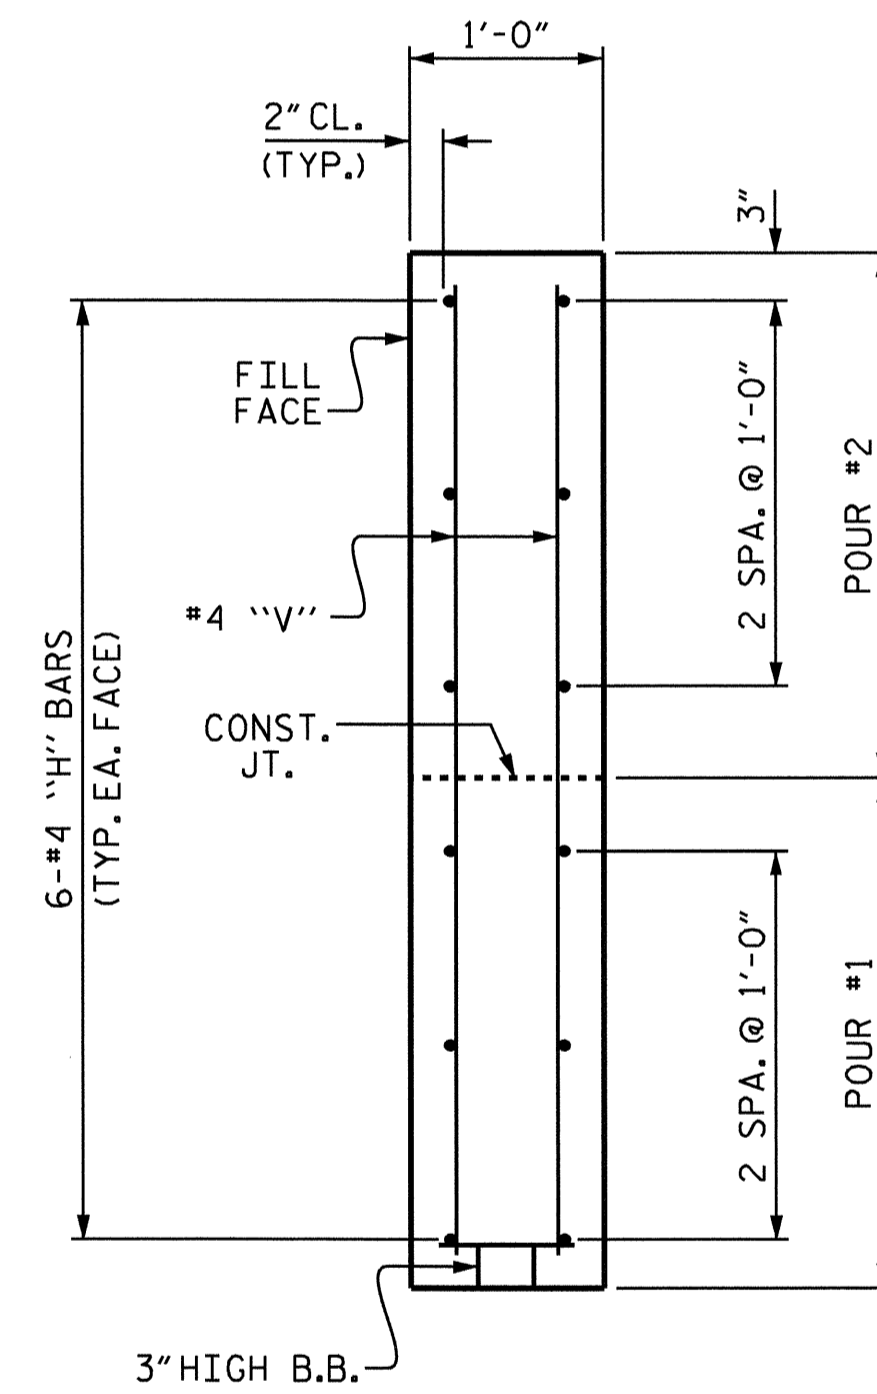 1'-0"
2" CL.
(TYP.)
3"
FILL
FACE
2 SPA. @ 1'-0"
POUR #2
#4 "V"
6-#4 "H" BARS
(TYP. EA. FACE)
CONST.
JT.
2 SPA. @ 1'-0"
POUR #1
3" HIGH B.B.